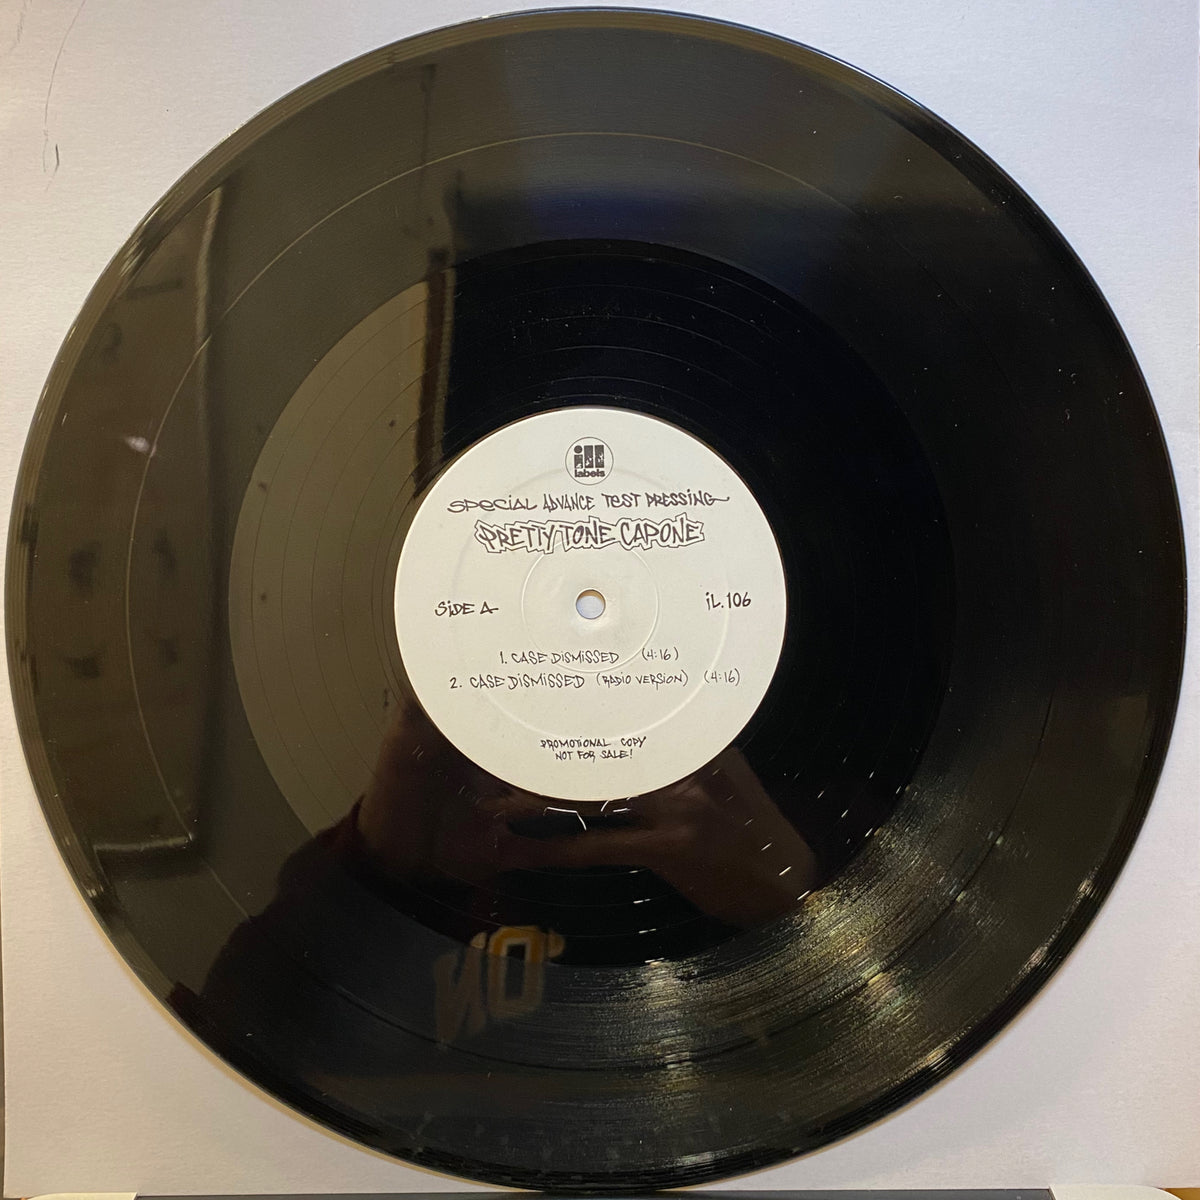 ill
labels
SPECIAL ADVANCE TEST PRESSING
PRETTY TONE CAPONE
SiDE A
iL.106
1. CASE DiSMiSSED (4:16)
2. CASE DiSMiSSED (RADIO VERSION) (4:16)
PROMOTIONAL COPY
NOT FOR SALE!